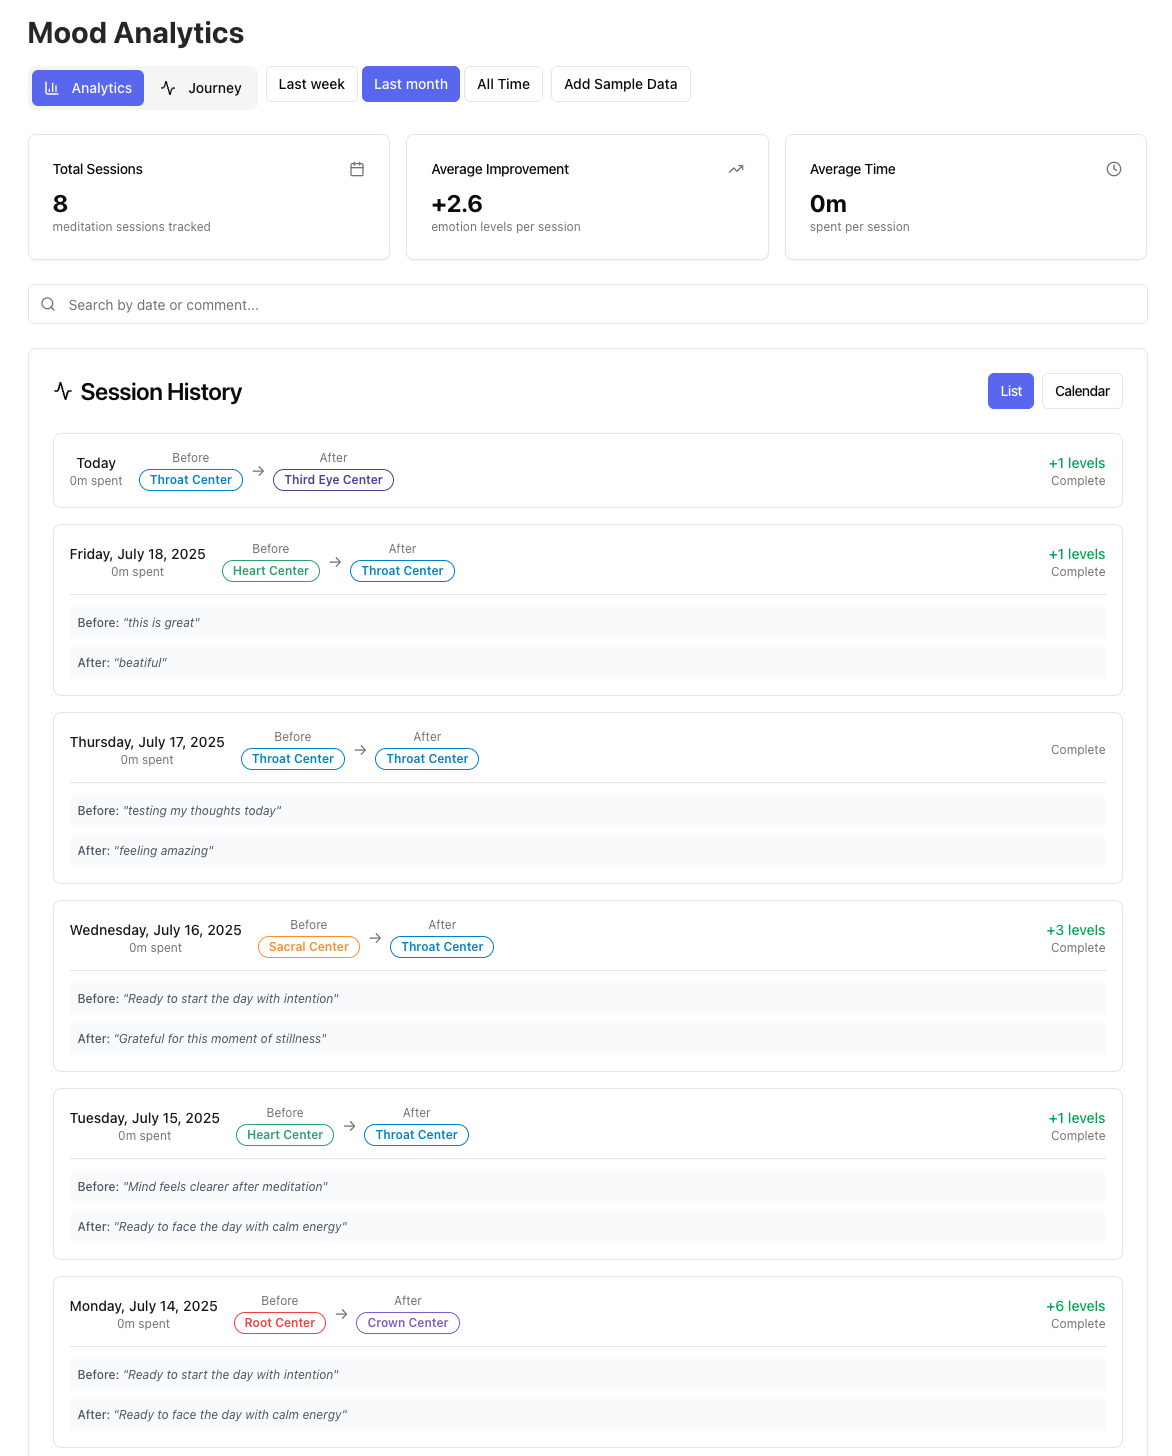 Mood Analytics
Analytics Journey Last week Last month All Time Add Sample Data
Total Sessions
8
meditation sessions tracked
Average Improvement
+2.6
emotion levels per session
Average Time
0m
spent per session
Search by date or comment...
Session History
List Calendar
Today
0m spent
Before
Throat Center
After
Third Eye Center
+1 levels
Complete
Friday, July 18, 2025
0m spent
Before
Heart Center
After
Throat Center
+1 levels
Complete
Before: "this is great"
After: "beatiful"
Thursday, July 17, 2025
0m spent
Before
Throat Center
After
Throat Center
Complete
Before: "testing my thoughts today"
After: "feeling amazing"
Wednesday, July 16, 2025
0m spent
Before
Sacral Center
After
Throat Center
+3 levels
Complete
Before: "Ready to start the day with intention"
After: "Grateful for this moment of stillness"
Tuesday, July 15, 2025
0m spent
Before
Heart Center
After
Throat Center
+1 levels
Complete
Before: "Mind feels clearer after meditation"
After: "Ready to face the day with calm energy"
Monday, July 14, 2025
0m spent
Before
Root Center
After
Crown Center
+6 levels
Complete
Before: "Ready to start the day with intention"
After: "Ready to face the day with calm energy"